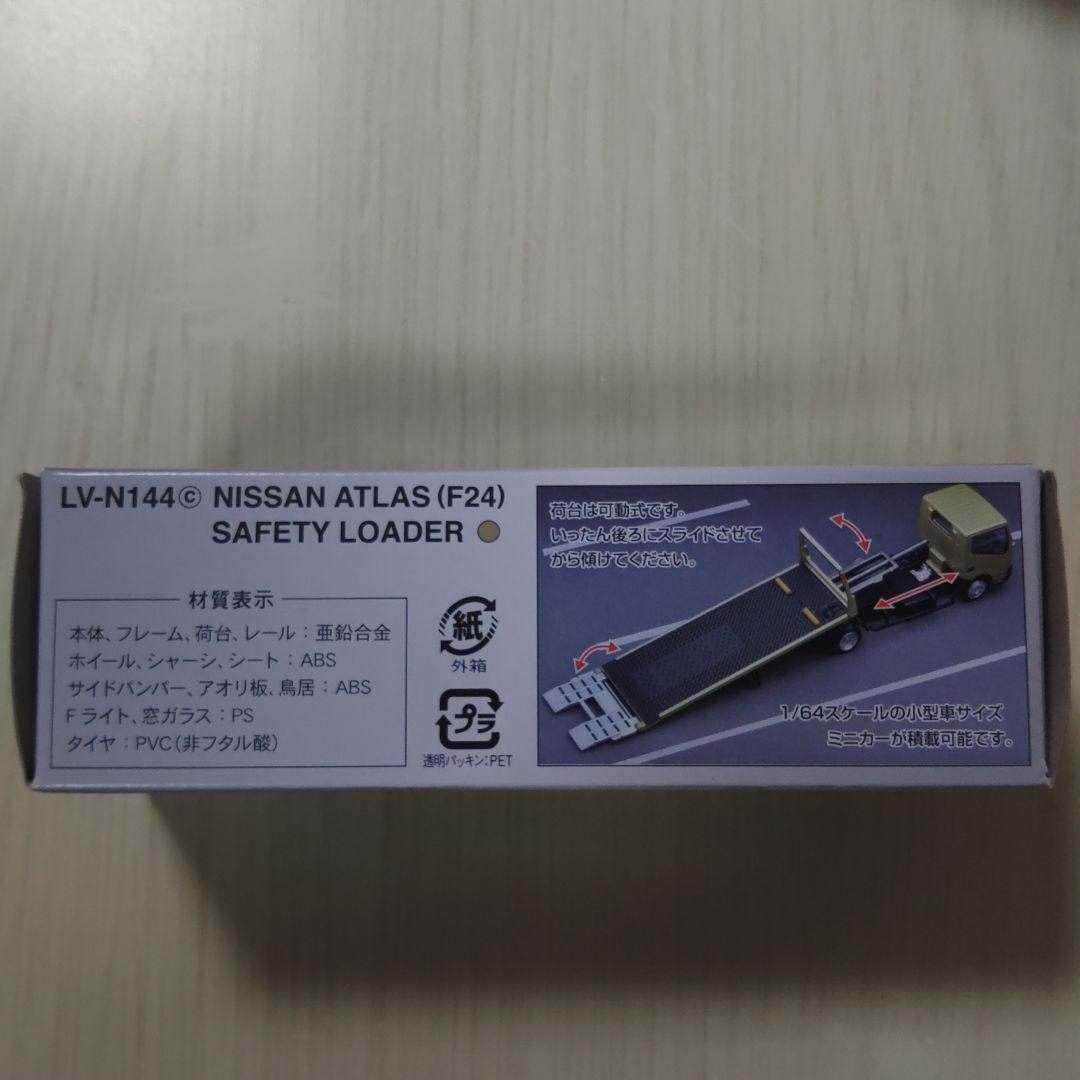 LV-N144ⓒ NISSAN ATLAS (F24)
SAFETY LOADER
材質表示
本体、フレーム、荷台、レール：亜鉛合金
ホイール、シャーシ、シート：ABS
サイドバンパー、アオリ板、鳥居：ABS
Fライト、窓ガラス：PS
タイヤ：PVC（非フタル酸）
紙
外箱
プラ
透明パッキン：PET
荷台は可動式です。
いったん後ろにスライドさせて
から傾けてください。
1/64スケールの小型車サイズ
ミニカーが積載可能です。